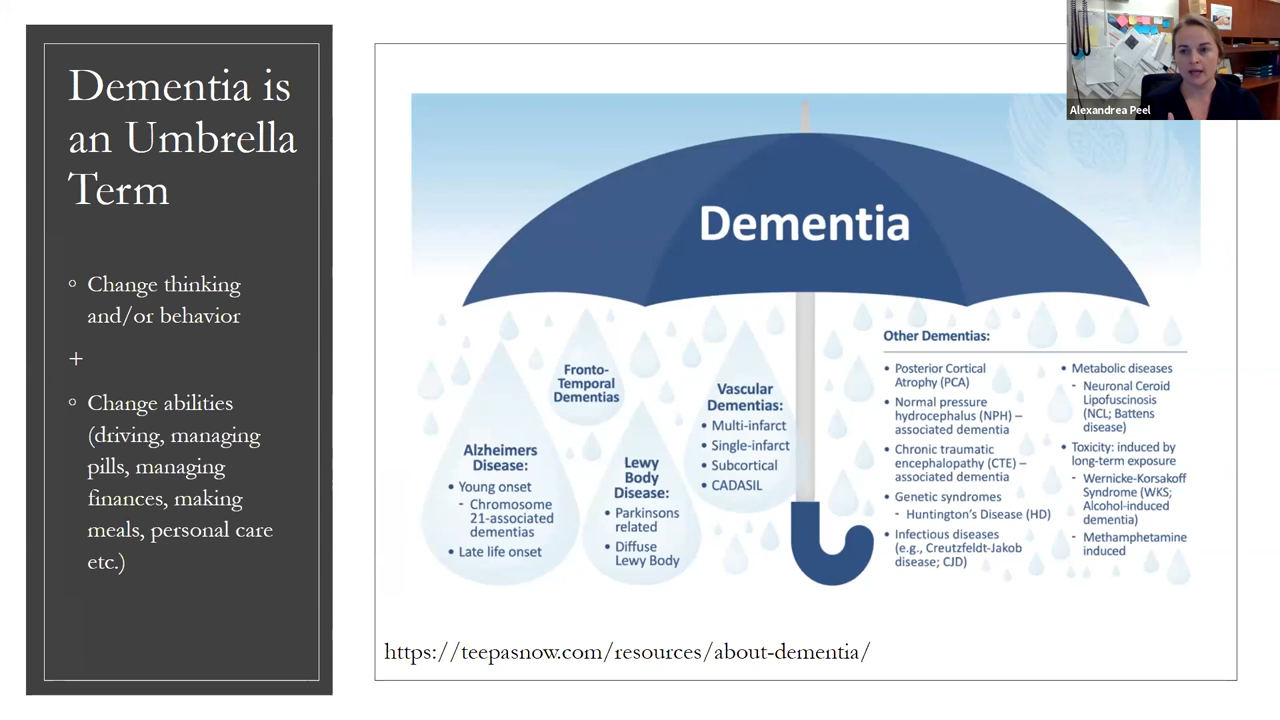 Dementia is
an Umbrella
Term
◦ Change thinking
and/or behavior
+
◦ Change abilities
(driving, managing
pills, managing
finances, making
meals, personal care
etc.)
Dementia
Alzheimers
Disease:
• Young onset
- Chromosome
21-associated
dementias
• Late life onset
Fronto-
Temporal
Dementias
Lewy
Body
Disease:
• Parkinsons
related
• Diffuse
Lewy Body
Vascular
Dementias:
• Multi-infarct
• Single-infarct
• Subcortical
• CADASIL
Other Dementias:
• Posterior Cortical
Atrophy (PCA)
• Normal pressure
hydrocephalus (NPH) –
associated dementia
• Chronic traumatic
encephalopathy (CTE) –
associated dementia
• Genetic syndromes
- Huntington's Disease (HD)
• Infectious diseases
(e.g., Creutzfeldt-Jakob
disease; CJD)
• Metabolic diseases
- Neuronal Ceroid
Lipofuscinosis
(NCL; Battens
disease)
• Toxicity: induced by
long-term exposure
- Wernicke-Korsakoff
Syndrome (WKS;
Alcohol-induced
dementia)
- Methamphetamine
induced
https://teepasnow.com/resources/about-dementia/
Alexandrea Peel